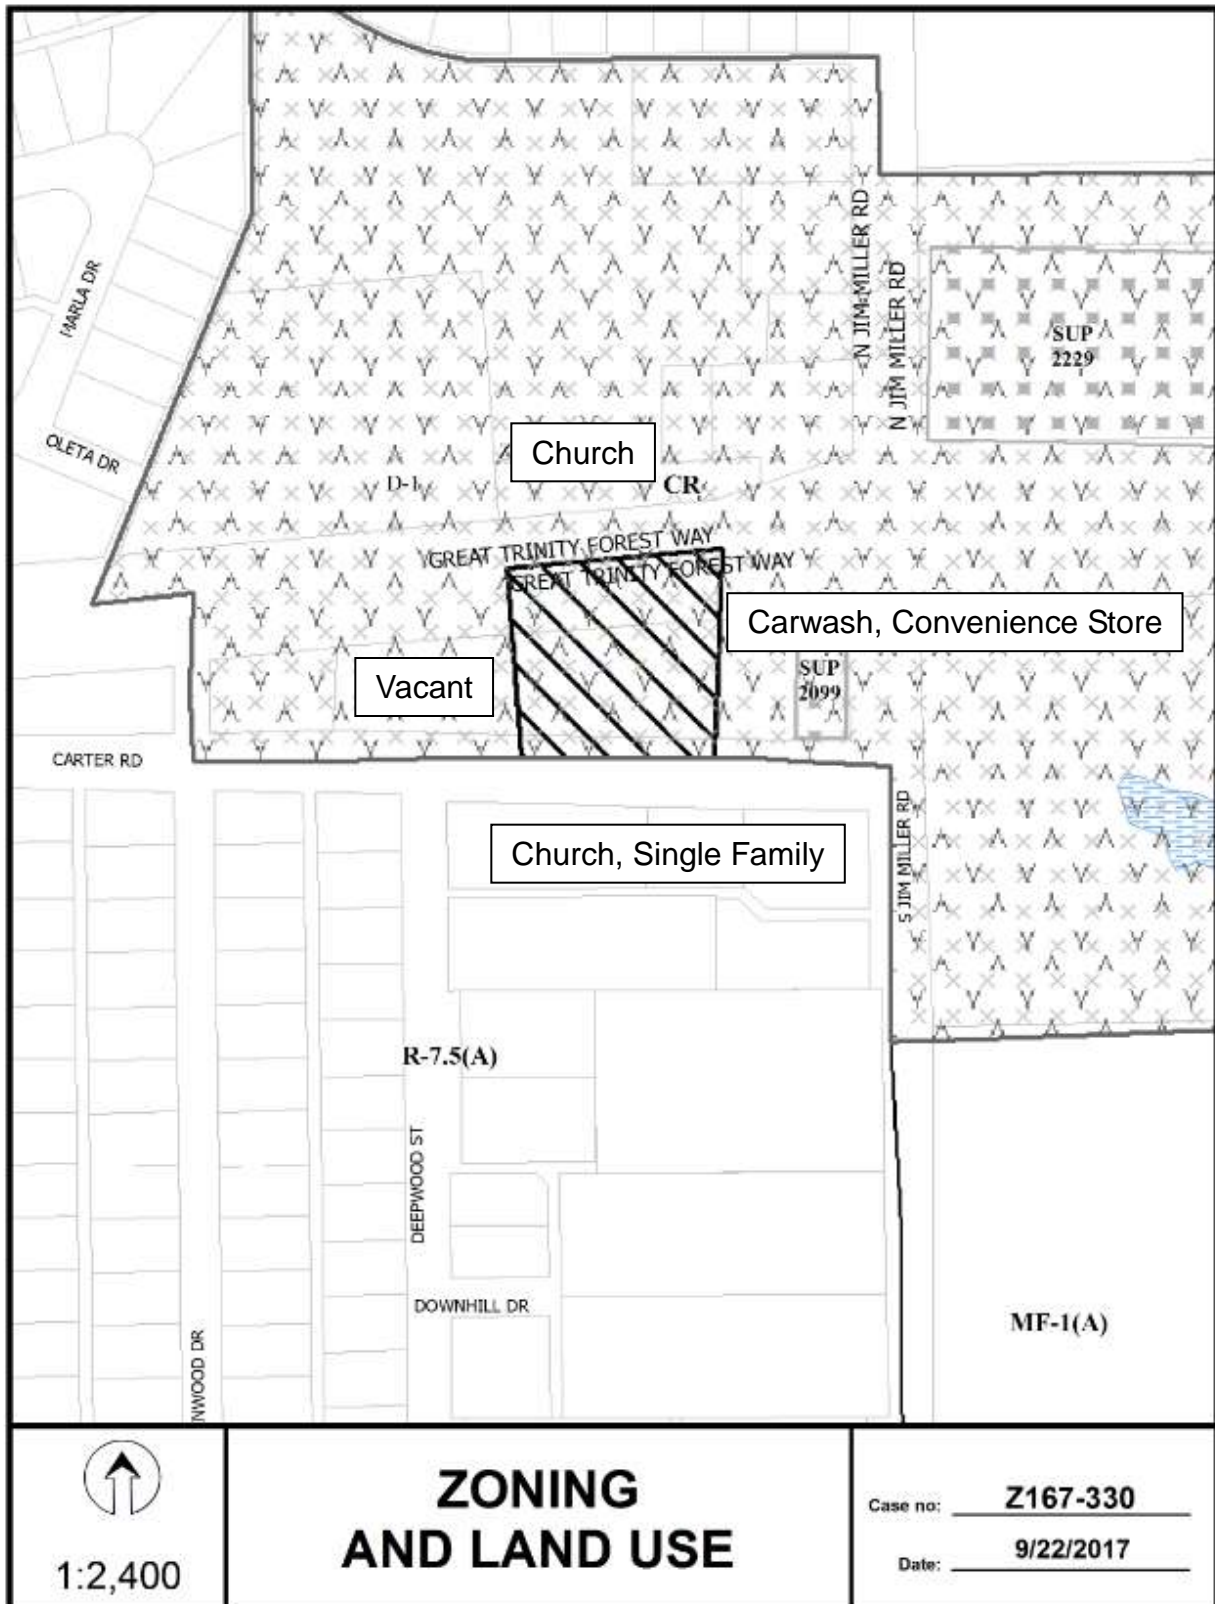 MARLA DR
OLETA DR
N JIM MILLER RD
N JIM MILLER RD
SUP
2229
Church
D-1
CR
GREAT TRINITY FOREST WAY
GREAT TRINITY FOREST WAY
Carwash, Convenience Store
Vacant
SUP
2099
CARTER RD
S JIM MILLER RD
Church, Single Family
R-7.5(A)
DEEPWOOD ST
DOWNHILL DR
MF-1(A)
NWOOD DR
1:2,400
ZONING
AND LAND USE
Case no: Z167-330
Date: 9/22/2017